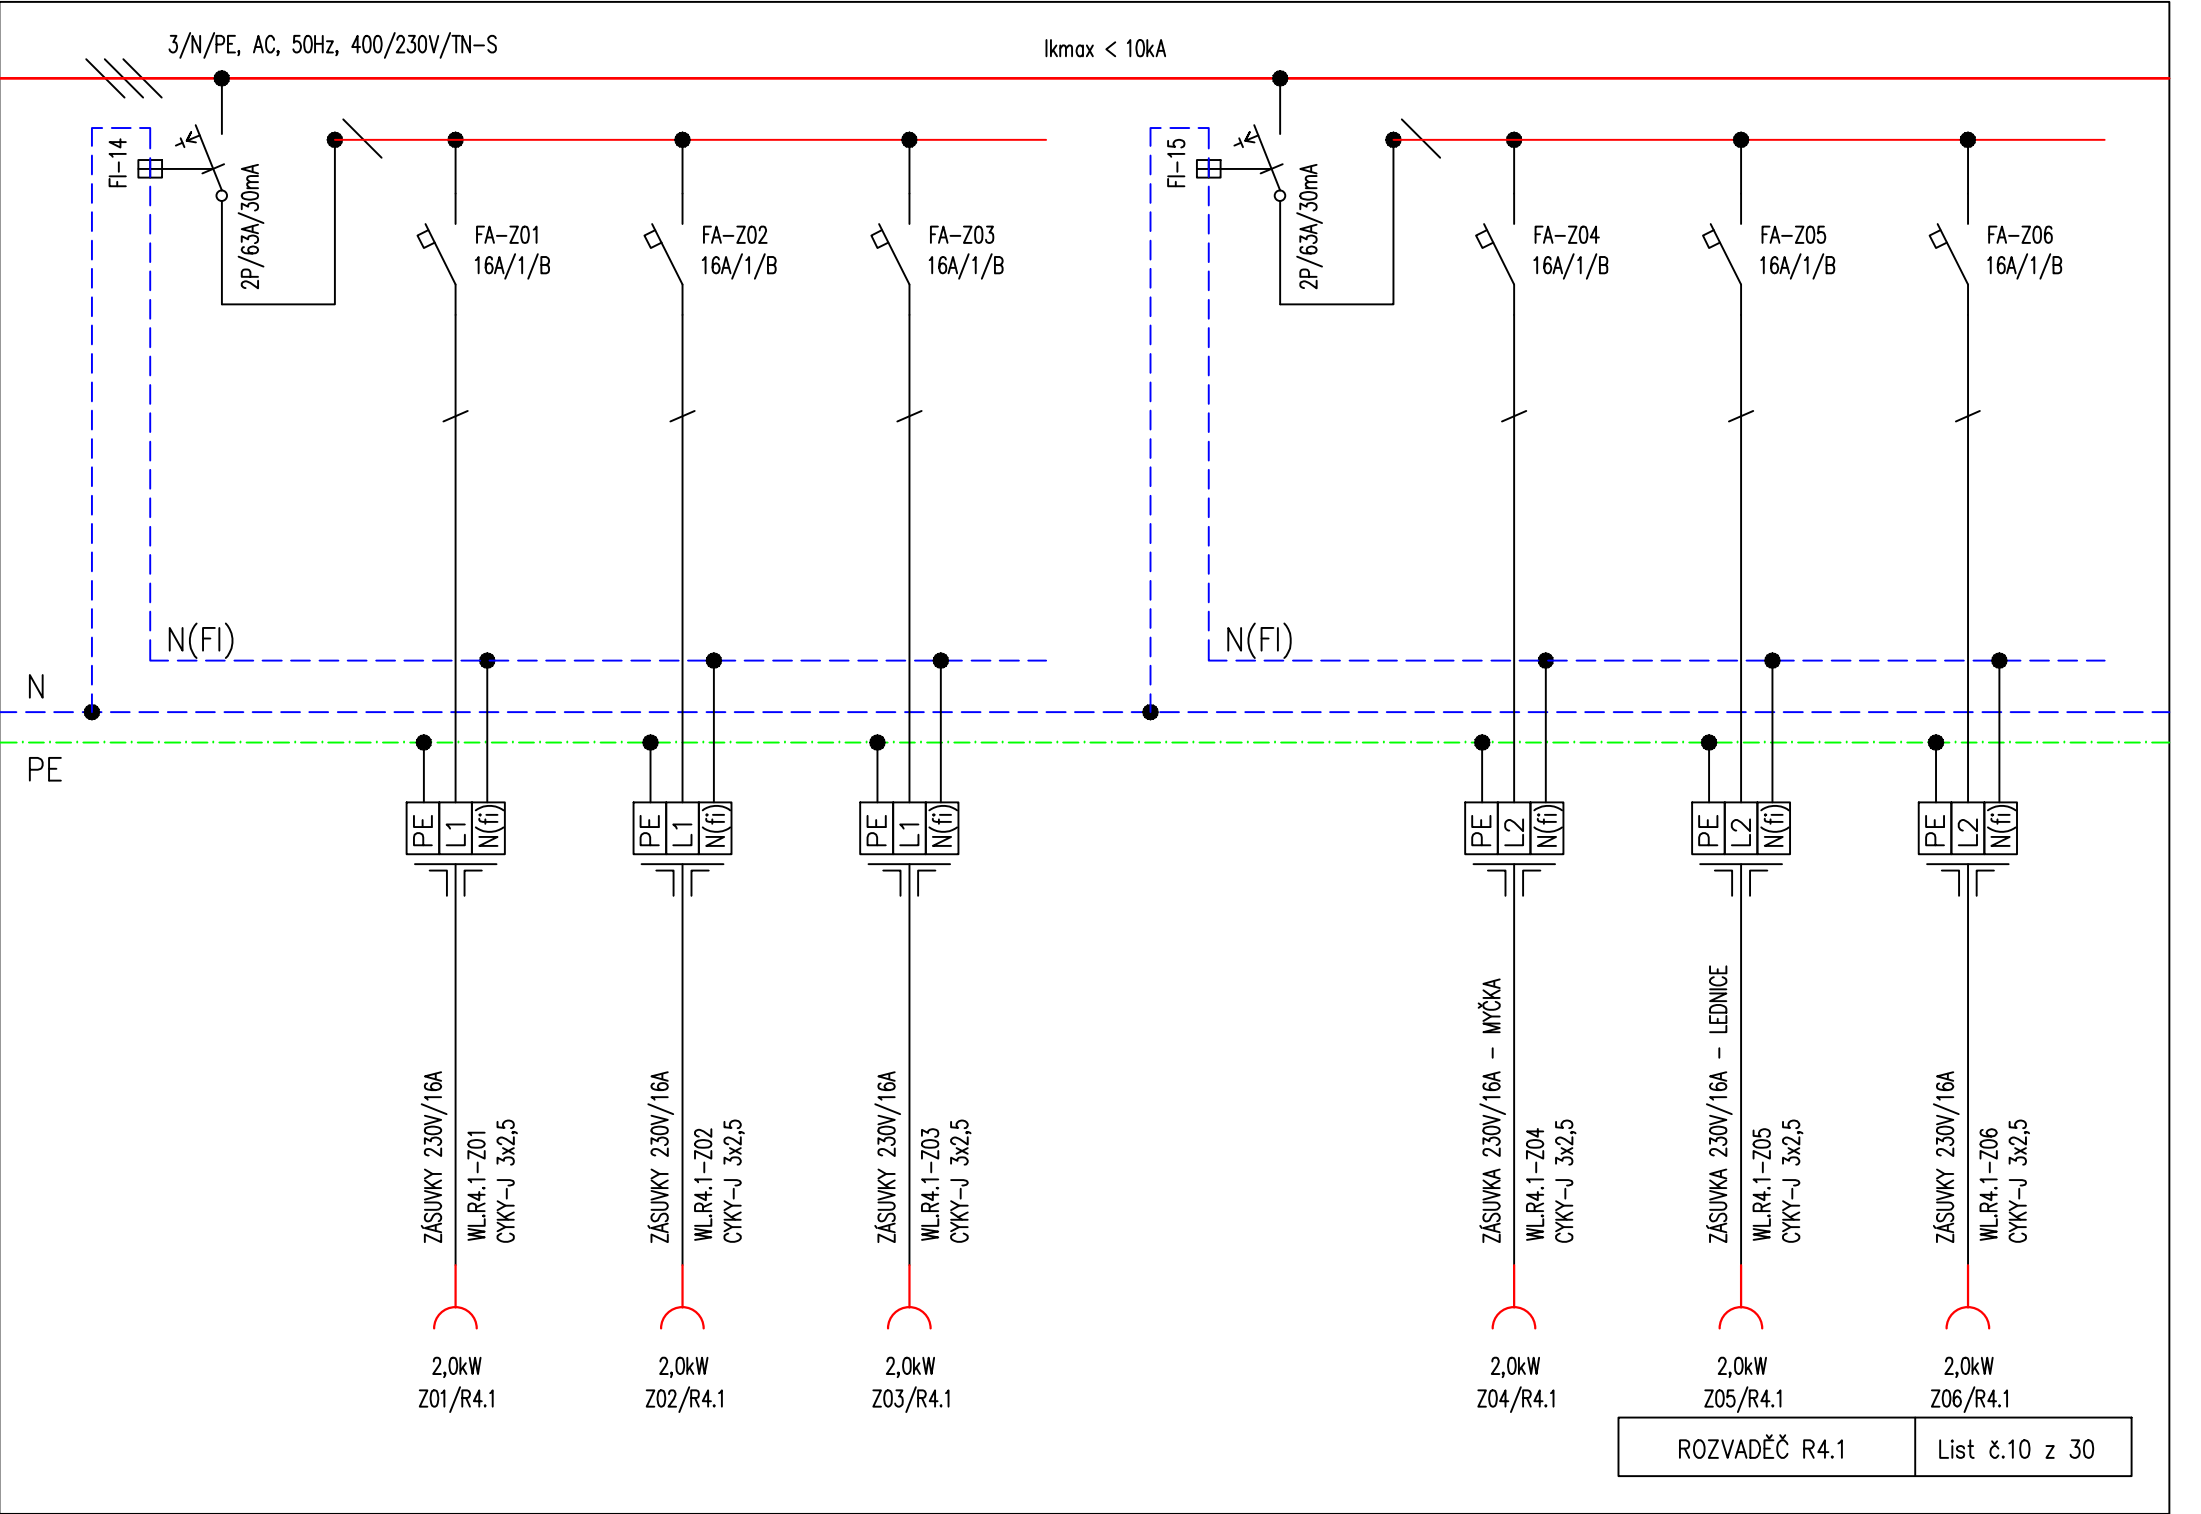 3/N/PE, AC, 50Hz, 400/230V/TN-S
Ikmax < 10kA
FI-14
2P/63A/30mA
FA-Z01
16A/1/B
FA-Z02
16A/1/B
FA-Z03
16A/1/B
FI-15
2P/63A/30mA
FA-Z04
16A/1/B
FA-Z05
16A/1/B
FA-Z06
16A/1/B
N(FI)
N(FI)
N
PE
PE
L1
N(fi)
PE
L1
N(fi)
PE
L1
N(fi)
PE
L2
N(fi)
PE
L2
N(fi)
PE
L2
N(fi)
ZÁSUVKY 230V/16A
WL.R4.1-Z01
CYKY-J 3x2,5
ZÁSUVKY 230V/16A
WL.R4.1-Z02
CYKY-J 3x2,5
ZÁSUVKY 230V/16A
WL.R4.1-Z03
CYKY-J 3x2,5
ZÁSUVKA 230V/16A - MYČKA
WL.R4.1-Z04
CYKY-J 3x2,5
ZÁSUVKA 230V/16A - LEDNICE
WL.R4.1-Z05
CYKY-J 3x2,5
ZÁSUVKY 230V/16A
WL.R4.1-Z06
CYKY-J 3x2,5
2,0kW
Z01/R4.1
2,0kW
Z02/R4.1
2,0kW
Z03/R4.1
2,0kW
Z04/R4.1
2,0kW
Z05/R4.1
2,0kW
Z06/R4.1
ROZVADĚČ R4.1
List č.10 z 30